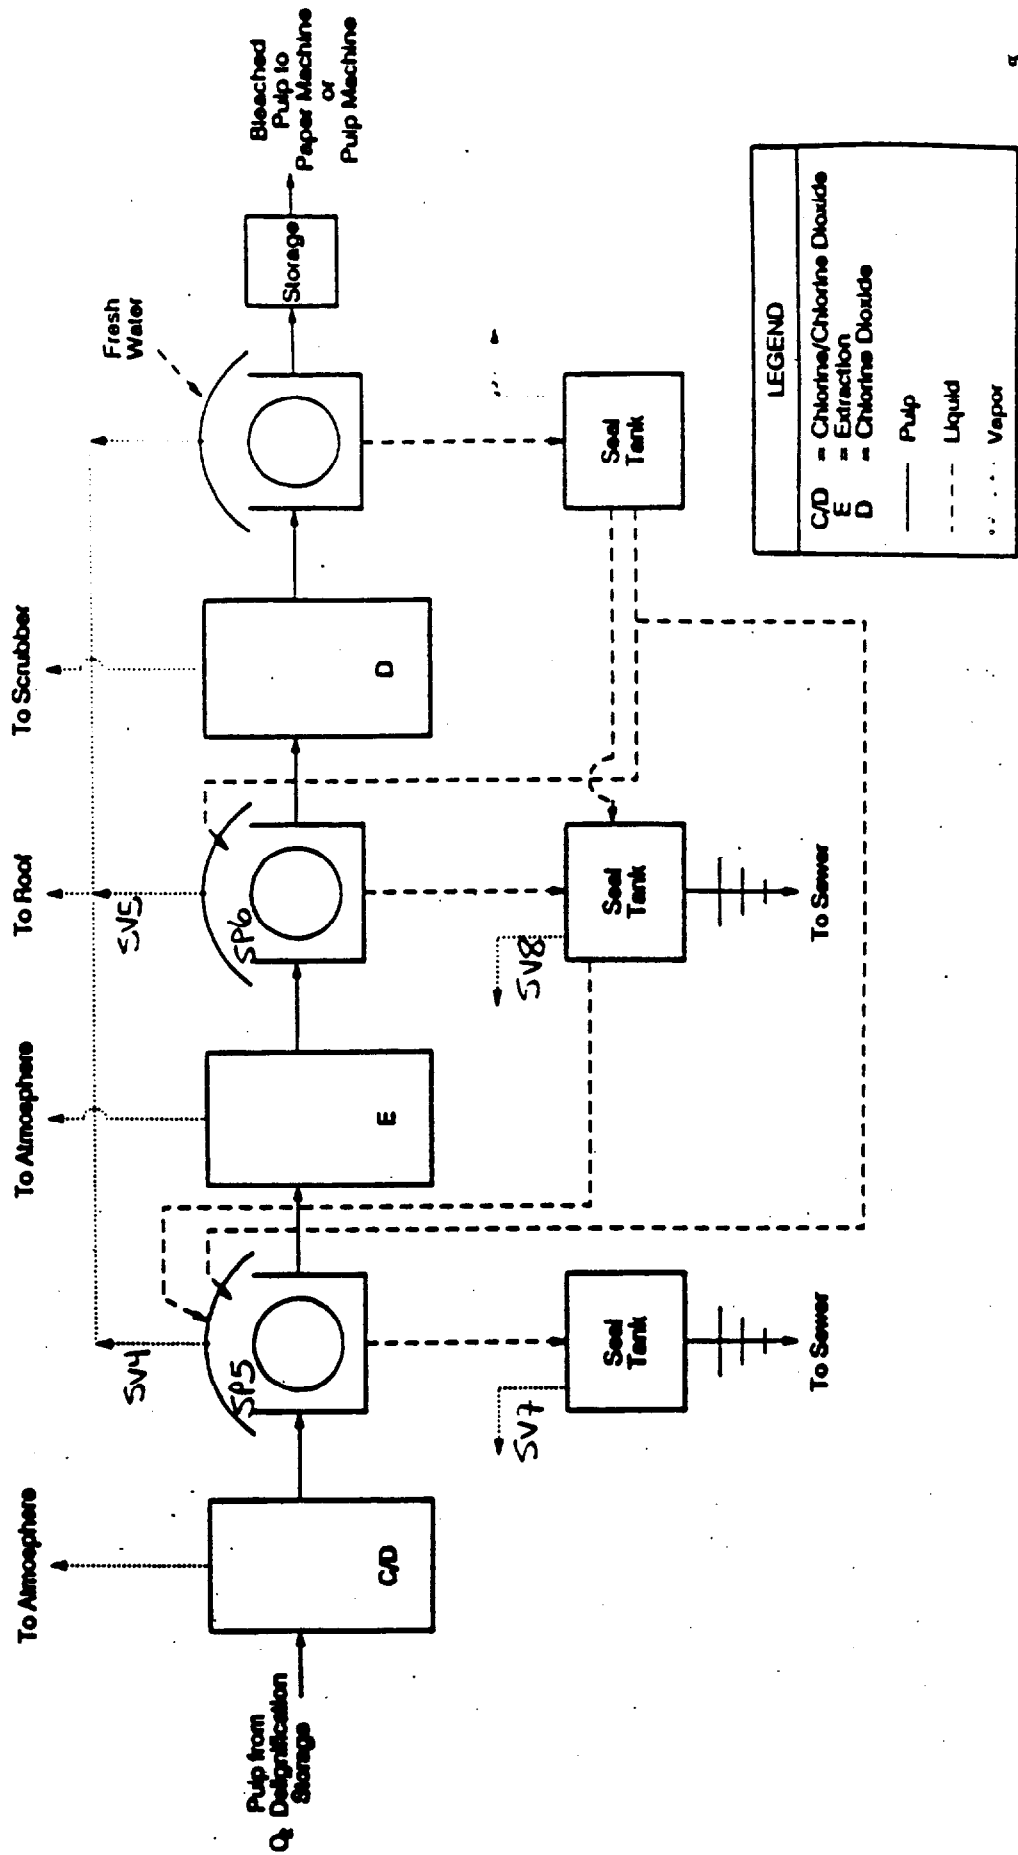 Pulp from
O₂ Delignification
Storage
To Atmosphere
C/D
SV4
SP5
Seal
Tank
SV7
To Sewer
To Atmosphere
E
To Roof
SV5
SP6
Seal
Tank
SV8
To Sewer
To Scrubber
D
Fresh
Water
Seal
Tank
Storage
Bleached
Pulp to
Paper Machine
or
Pulp Machine
LEGEND
C/D = Chlorine/Chlorine Dioxide
E = Extraction
D = Chlorine Dioxide
Pulp
Liquid
Vapor